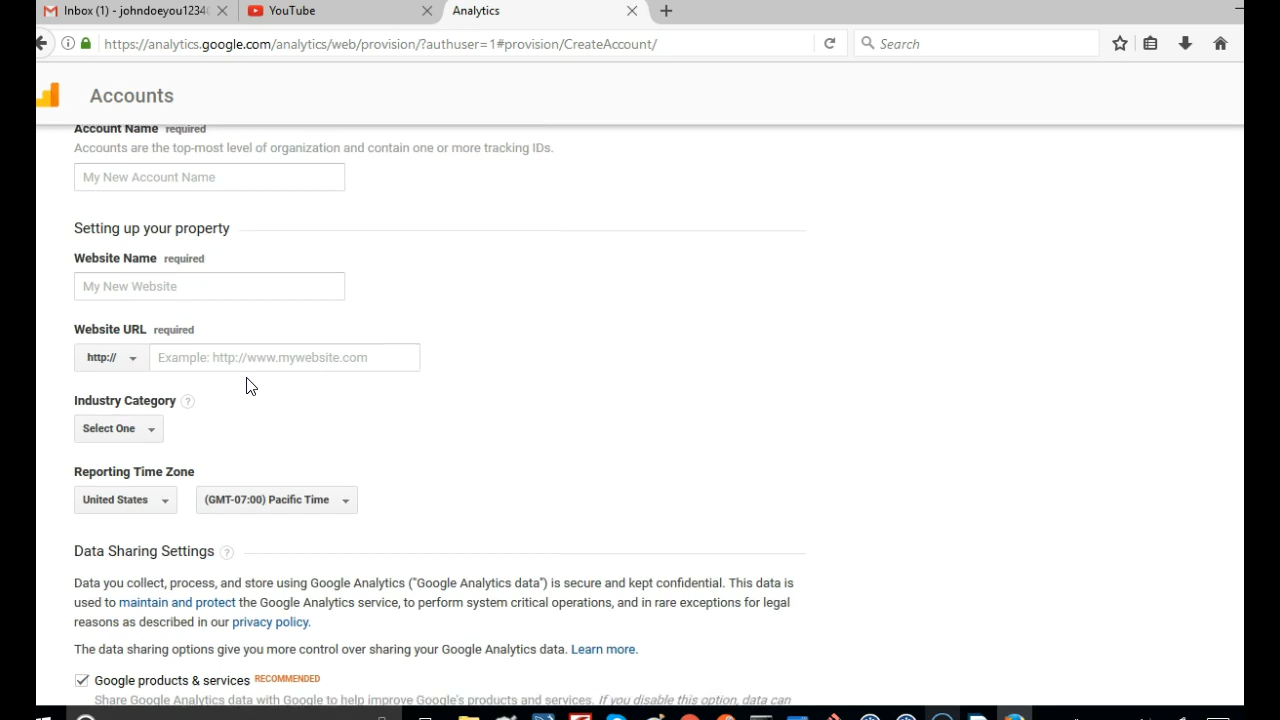 Inbox (1) - johndoeyou1234
YouTube
Analytics
https://analytics.google.com/analytics/web/provision/?authuser=1#provision/CreateAccount/
Search
Accounts
Account Name required
Accounts are the top-most level of organization and contain one or more tracking IDs.
My New Account Name
Setting up your property
Website Name required
My New Website
Website URL required
http://
Example: http://www.mywebsite.com
Industry Category ?
Select One
Reporting Time Zone
United States
(GMT-07:00) Pacific Time
Data Sharing Settings ?
Data you collect, process, and store using Google Analytics ("Google Analytics data") is secure and kept confidential. This data is
used to maintain and protect the Google Analytics service, to perform system critical operations, and in rare exceptions for legal
reasons as described in our privacy policy.
The data sharing options give you more control over sharing your Google Analytics data. Learn more.
Google products & services RECOMMENDED
Share Google Analytics data with Google to help improve Google's products and services. If you disable this option, data can